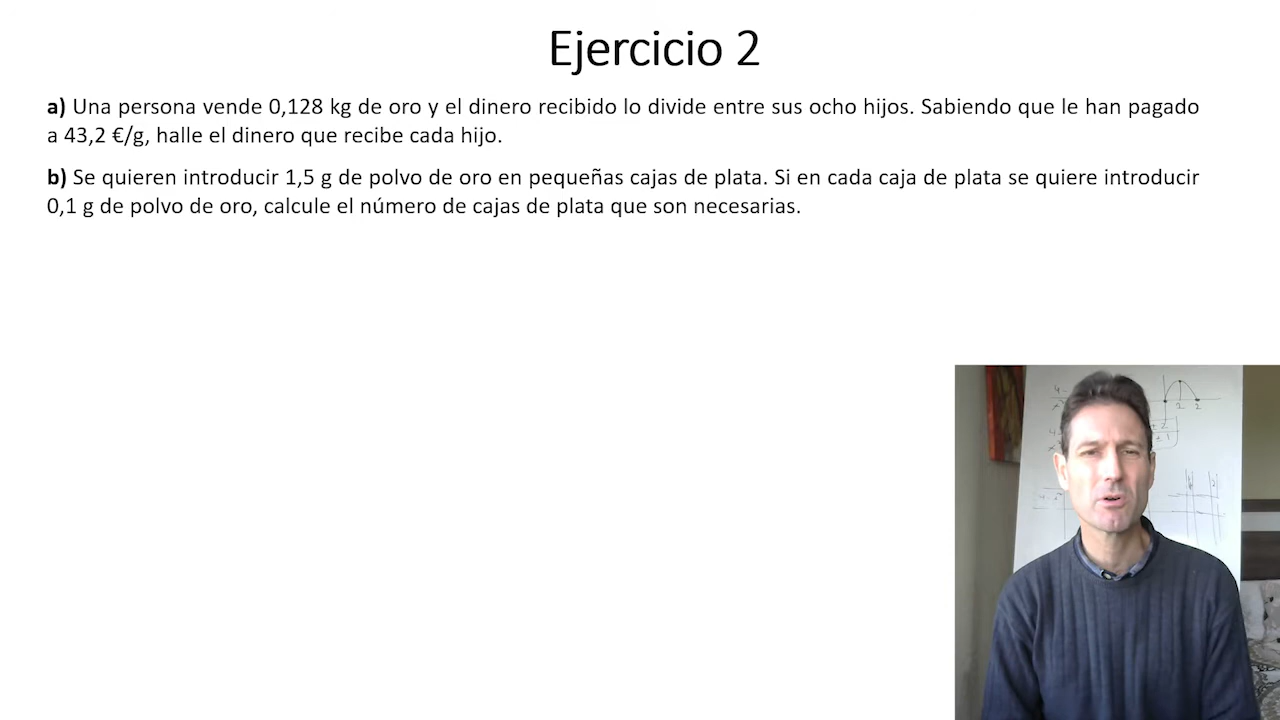 Ejercicio 2
a) Una persona vende 0,128 kg de oro y el dinero recibido lo divide entre sus ocho hijos. Sabiendo que le han pagado
a 43,2 €/g, halle el dinero que recibe cada hijo.
b) Se quieren introducir 1,5 g de polvo de oro en pequeñas cajas de plata. Si en cada caja de plata se quiere introducir
0,1 g de polvo de oro, calcule el número de cajas de plata que son necesarias.